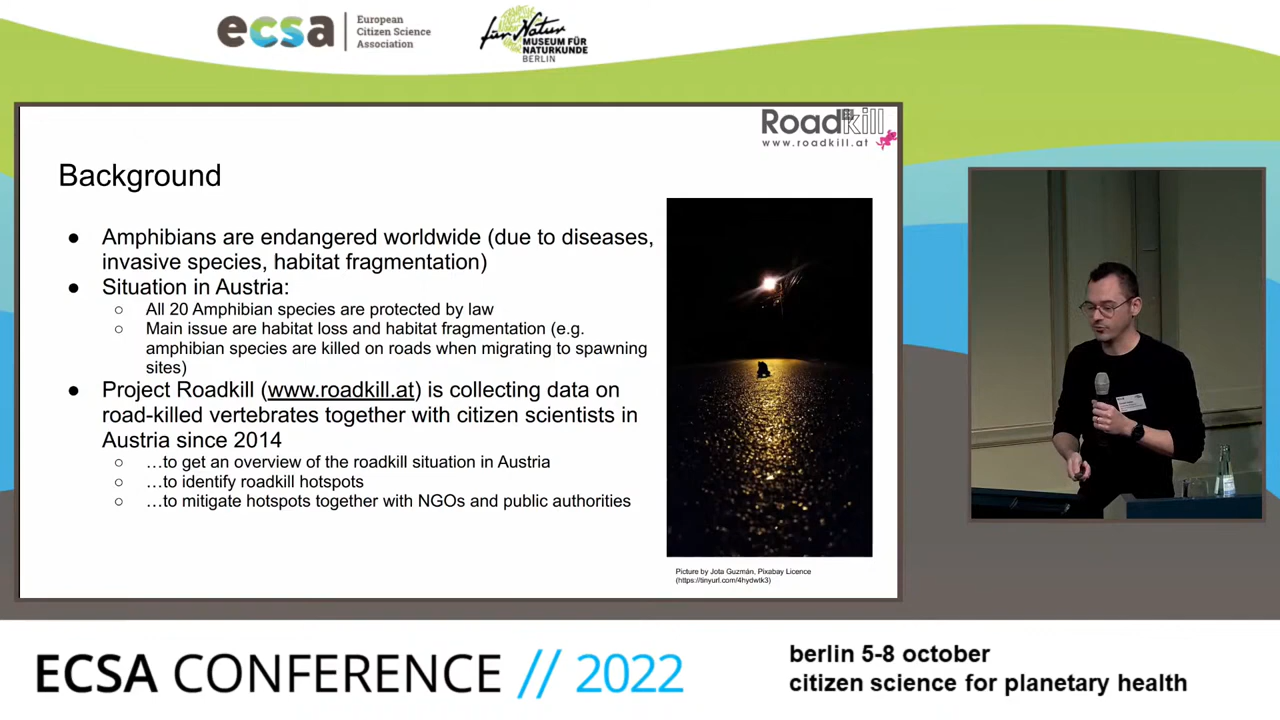 ecsa
European
Citizen Science
Association
für Natur
MUSEUM FÜR
NATURKUNDE
BERLIN
Roadkill
www.roadkill.at
Background
● Amphibians are endangered worldwide (due to diseases,
invasive species, habitat fragmentation)
● Situation in Austria:
○ All 20 Amphibian species are protected by law
○ Main issue are habitat loss and habitat fragmentation (e.g.
amphibian species are killed on roads when migrating to spawning
sites)
● Project Roadkill (www.roadkill.at) is collecting data on
road-killed vertebrates together with citizen scientists in
Austria since 2014
○ …to get an overview of the roadkill situation in Austria
○ …to identify roadkill hotspots
○ …to mitigate hotspots together with NGOs and public authorities
Picture by Jota Guzmán, Pixabay Licence
(https://tinyurl.com/4hydwtk3)
ECSA CONFERENCE // 2022
berlin 5-8 october
citizen science for planetary health